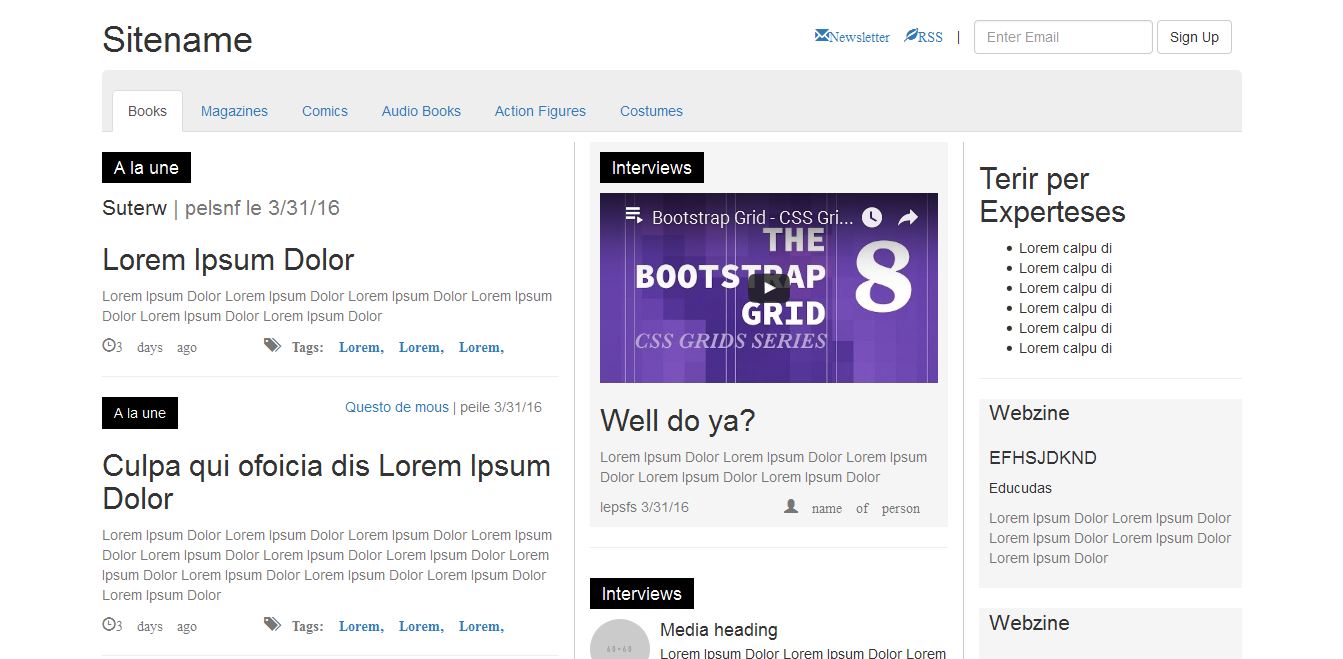 Sitename
Newsletter RSS | Enter Email Sign Up
Books Magazines Comics Audio Books Action Figures Costumes
A la une
Suterw | pelsnf le 3/31/16
Lorem Ipsum Dolor
Lorem Ipsum Dolor Lorem Ipsum Dolor Lorem Ipsum Dolor Lorem Ipsum
Dolor Lorem Ipsum Dolor Lorem Ipsum Dolor
3 days ago Tags: Lorem, Lorem, Lorem,
A la une
Questo de mous | peile 3/31/16
Culpa qui ofoicia dis Lorem Ipsum
Dolor
Lorem Ipsum Dolor Lorem Ipsum Dolor Lorem Ipsum Dolor Lorem Ipsum
Dolor Lorem Ipsum Dolor Lorem Ipsum Dolor Lorem Ipsum Dolor Lorem
Ipsum Dolor Lorem Ipsum Dolor Lorem Ipsum Dolor Lorem Ipsum Dolor
Lorem Ipsum Dolor
3 days ago Tags: Lorem, Lorem, Lorem,
Interviews
Bootstrap Grid - CSS Gri...
THE
BOOTSTRAP
GRID
8
CSS GRIDS SERIES
Well do ya?
Lorem Ipsum Dolor Lorem Ipsum Dolor Lorem Ipsum
Dolor Lorem Ipsum Dolor Lorem Ipsum Dolor
lepsfs 3/31/16 name of person
Interviews
60×60
Media heading
Lorem Ipsum Dolor Lorem Ipsum Dolor Lorem
Terir per
Experteses
Lorem calpu di
Lorem calpu di
Lorem calpu di
Lorem calpu di
Lorem calpu di
Lorem calpu di
Webzine
EFHSJDKND
Educudas
Lorem Ipsum Dolor Lorem Ipsum Dolor
Lorem Ipsum Dolor Lorem Ipsum Dolor
Lorem Ipsum Dolor
Webzine